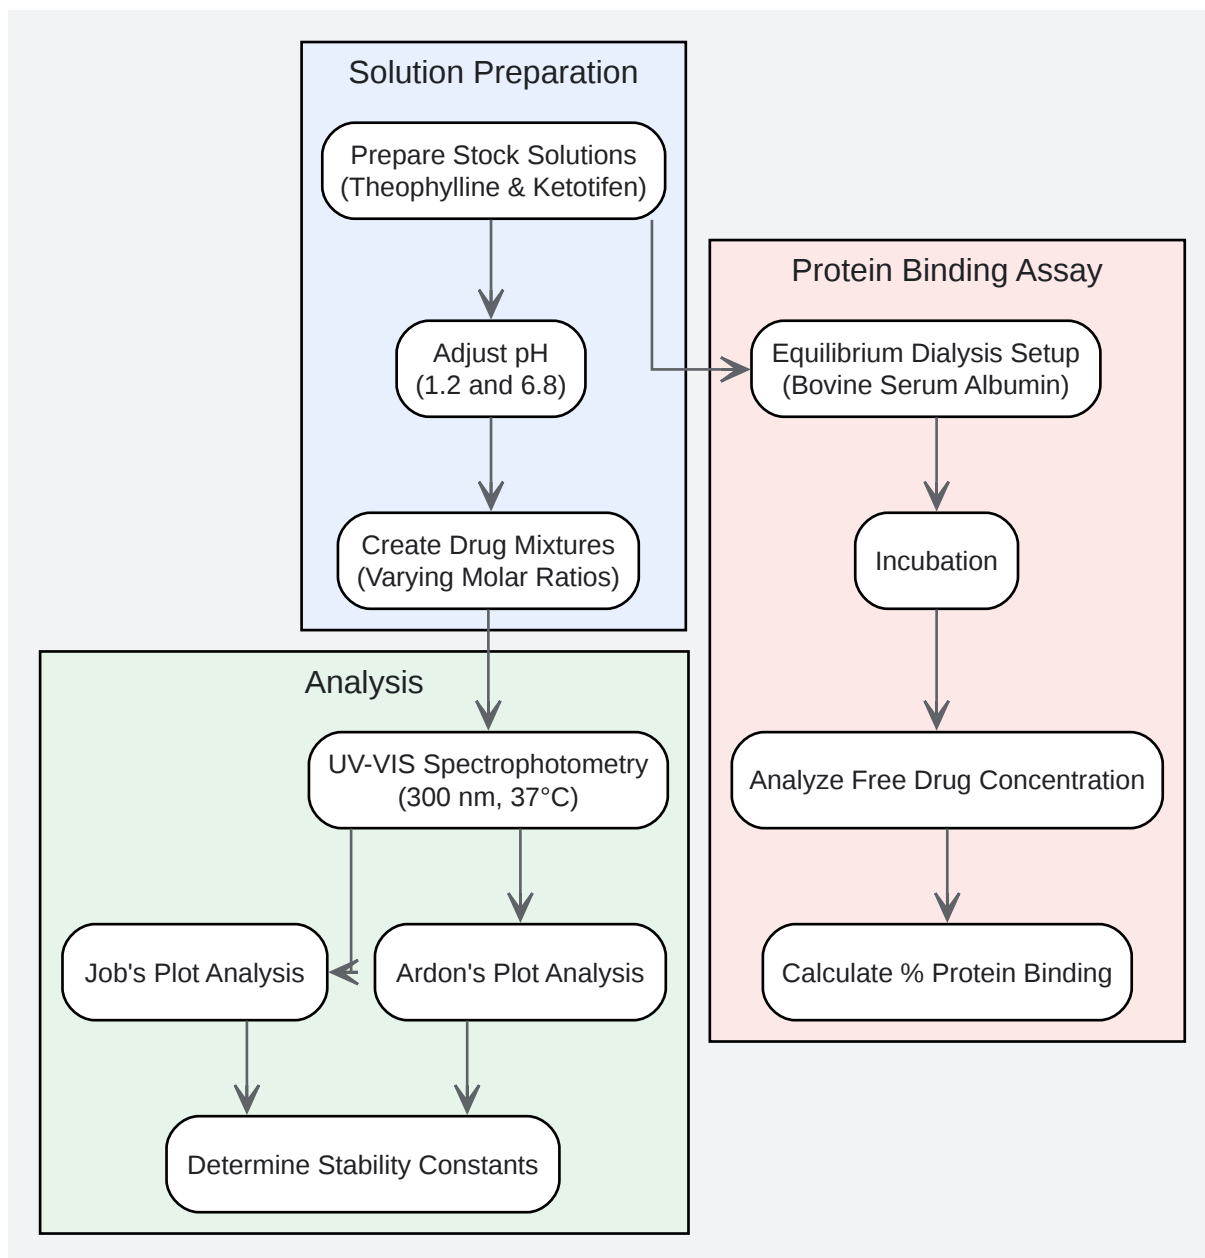 Solution Preparation
Prepare Stock Solutions
(Theophylline & Ketotifen)
Adjust pH
(1.2 and 6.8)
Create Drug Mixtures
(Varying Molar Ratios)
Protein Binding Assay
Equilibrium Dialysis Setup
(Bovine Serum Albumin)
Incubation
Analyze Free Drug Concentration
Calculate % Protein Binding
Analysis
UV-VIS Spectrophotometry
(300 nm, 37°C)
Job's Plot Analysis
Ardon's Plot Analysis
Determine Stability Constants